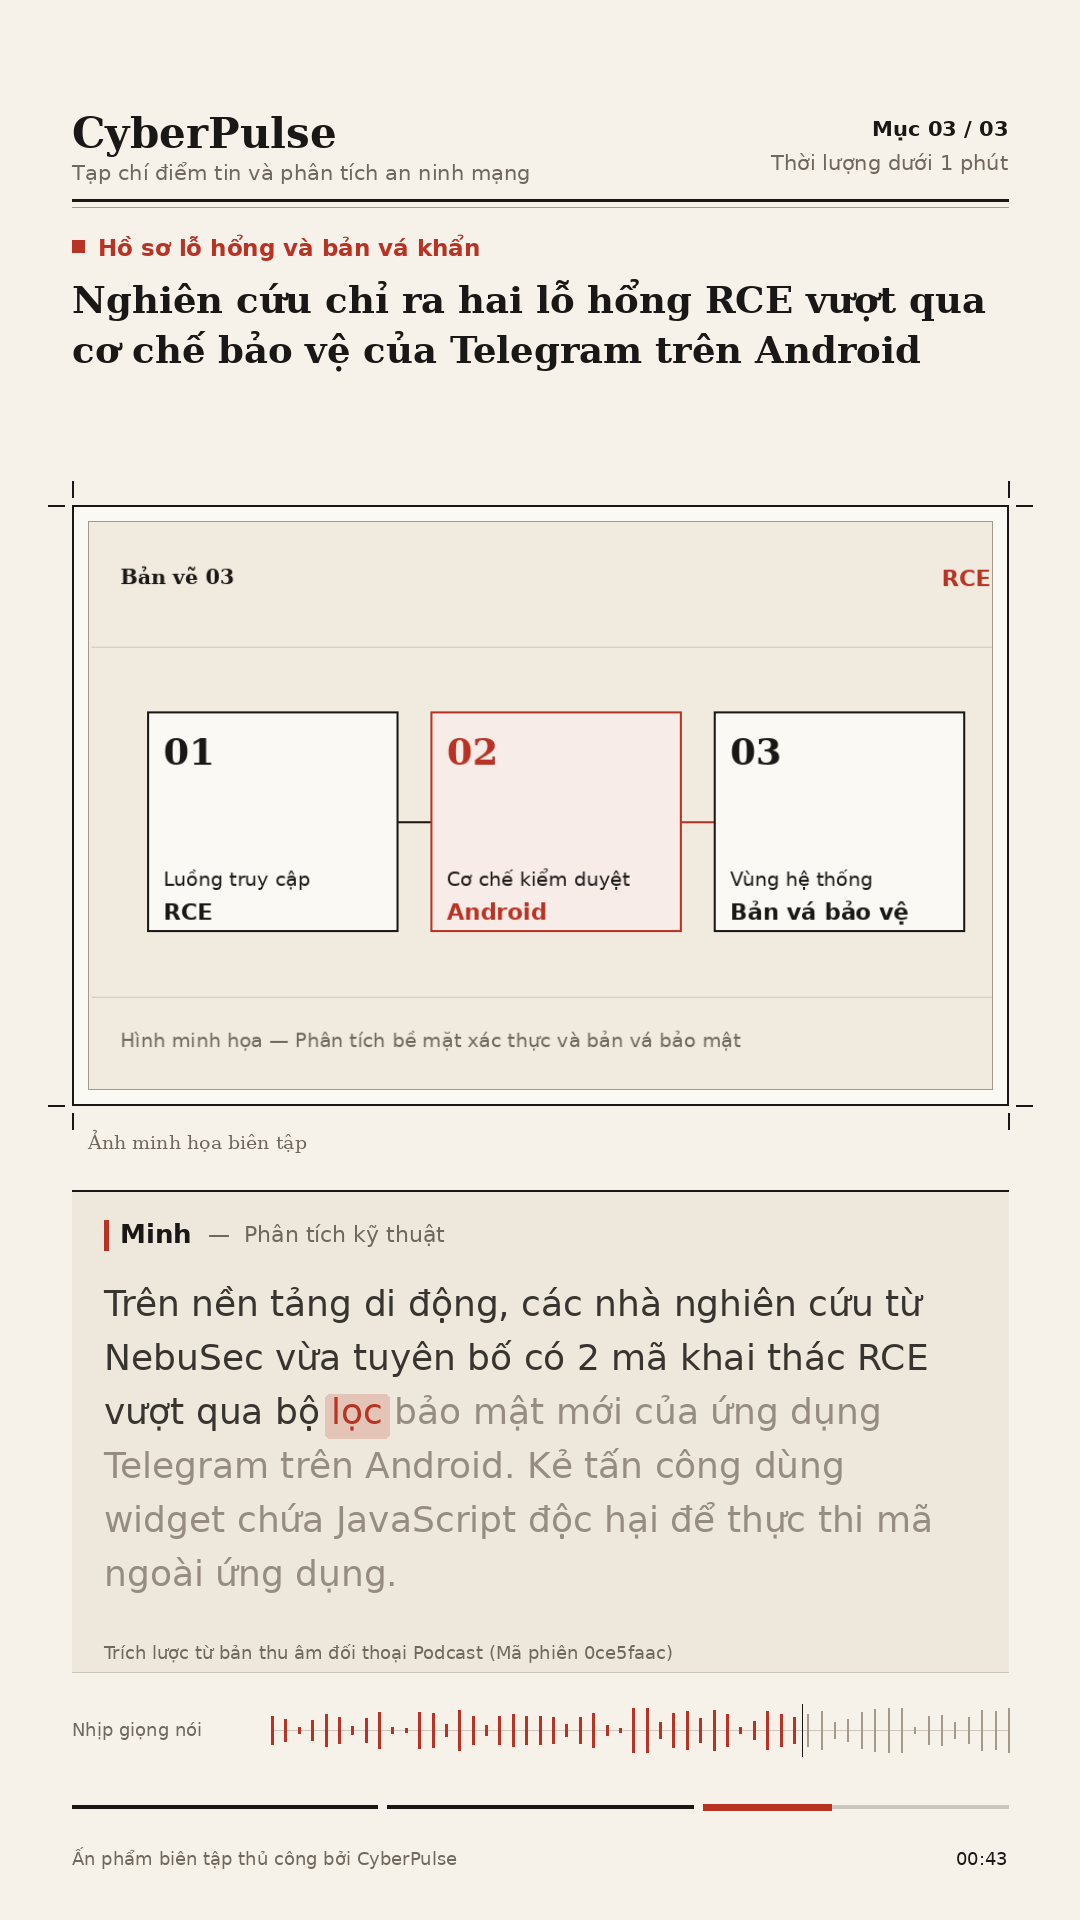 CyberPulse
Tạp chí điểm tin và phân tích an ninh mạng
Mục 03 / 03
Thời lượng dưới 1 phút
Hồ sơ lỗ hổng và bản vá khẩn
Nghiên cứu chỉ ra hai lỗ hổng RCE vượt qua
cơ chế bảo vệ của Telegram trên Android
Bản vẽ 03
RCE
01
Luồng truy cập
RCE
02
Cơ chế kiểm duyệt
Android
03
Vùng hệ thống
Bản vá bảo vệ
Hình minh họa — Phân tích bề mặt xác thực và bản vá bảo mật
Ảnh minh họa biên tập
Minh — Phân tích kỹ thuật
Trên nền tảng di động, các nhà nghiên cứu từ
NebuSec vừa tuyên bố có 2 mã khai thác RCE
vượt qua bộ lọc bảo mật mới của ứng dụng
Telegram trên Android. Kẻ tấn công dùng
widget chứa JavaScript độc hại để thực thi mã
ngoài ứng dụng.
Trích lược từ bản thu âm đối thoại Podcast (Mã phiên 0ce5faac)
Nhịp giọng nói
Ấn phẩm biên tập thủ công bởi CyberPulse
00:43